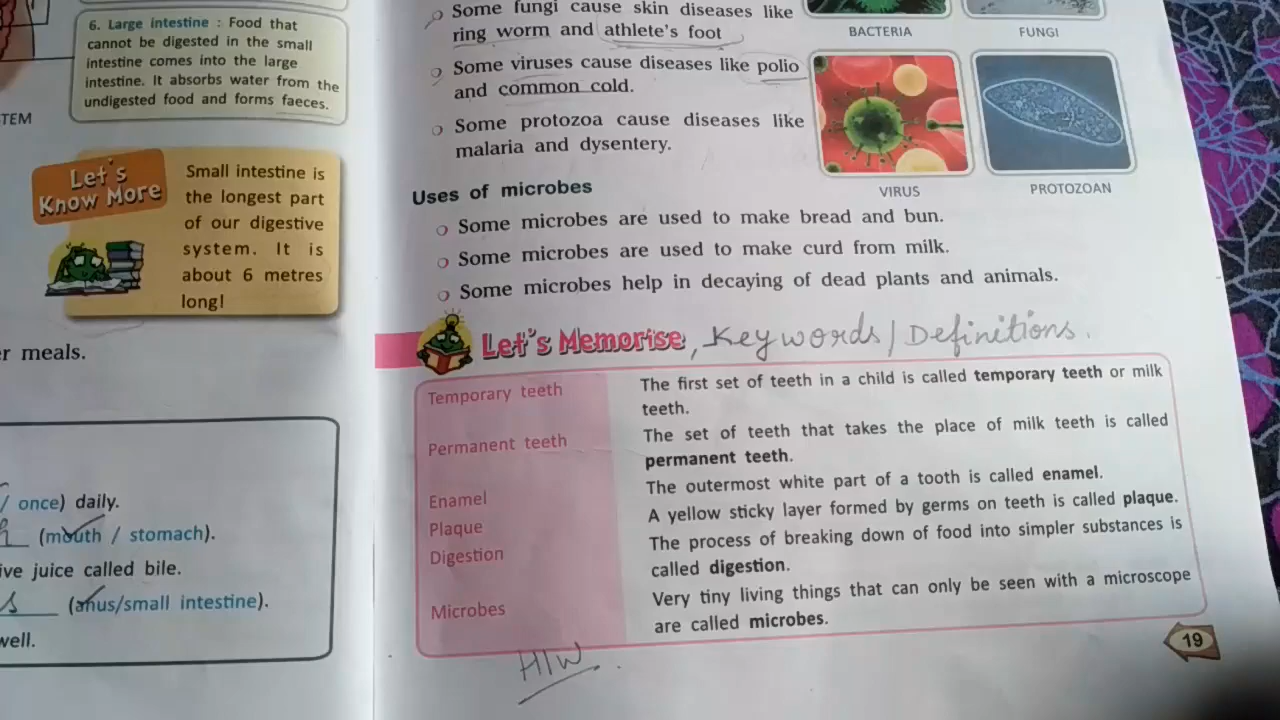 6. Large intestine : Food that
cannot be digested in the small
intestine comes into the large
intestine. It absorbs water from the
undigested food and forms faeces.
TEM
Let's
Know More
Small intestine is
the longest part
of our digestive
system. It is
about 6 metres
long!
r meals.
/ once) daily.
(mouth / stomach).
ive juice called bile.
s (anus/small intestine).
well.
Some fungi cause skin diseases like
ring worm and athlete's foot
Some viruses cause diseases like polio
and common cold.
Some protozoa cause diseases like
malaria and dysentery.
BACTERIA
FUNGI
VIRUS
PROTOZOAN
Uses of microbes
Some microbes are used to make bread and bun.
Some microbes are used to make curd from milk.
Some microbes help in decaying of dead plants and animals.
Let's Memorise, Keywords/Definitions.
Temporary teeth
The first set of teeth in a child is called temporary teeth or milk
teeth.
Permanent teeth
The set of teeth that takes the place of milk teeth is called
permanent teeth.
Enamel
The outermost white part of a tooth is called enamel.
Plaque
A yellow sticky layer formed by germs on teeth is called plaque.
Digestion
The process of breaking down of food into simpler substances is
called digestion.
Microbes
Very tiny living things that can only be seen with a microscope
are called microbes.
H/W
19